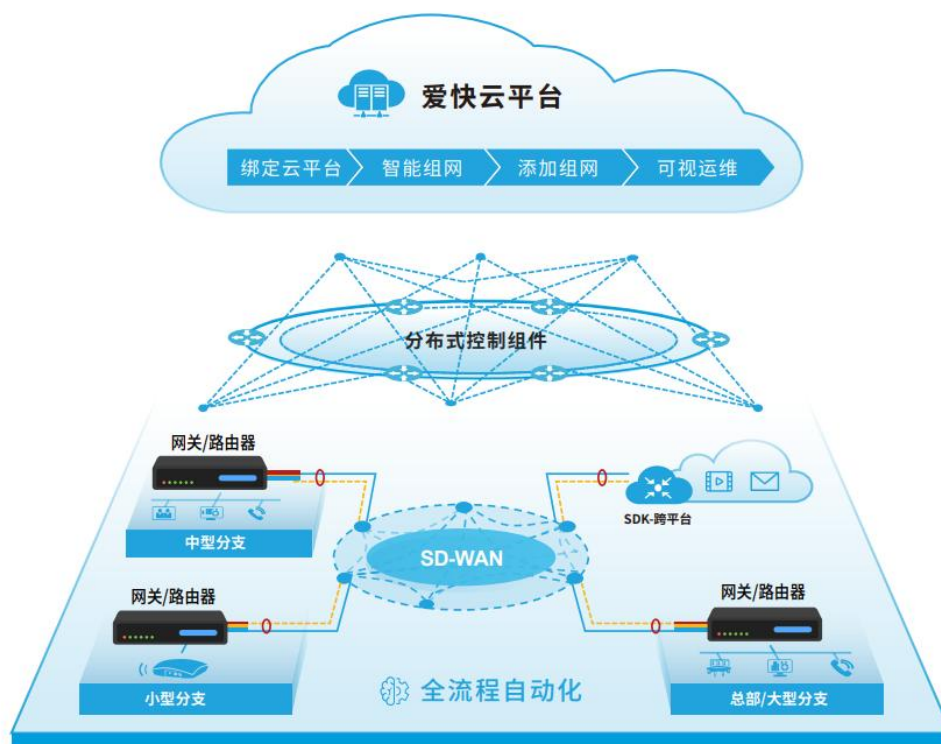 爱快云平台
绑定云平台
智能组网
添加组网
可视运维
分布式控制组件
网关/路由器
中型分支
SDK-跨平台
SD-WAN
网关/路由器
小型分支
网关/路由器
总部/大型分支
全流程自动化